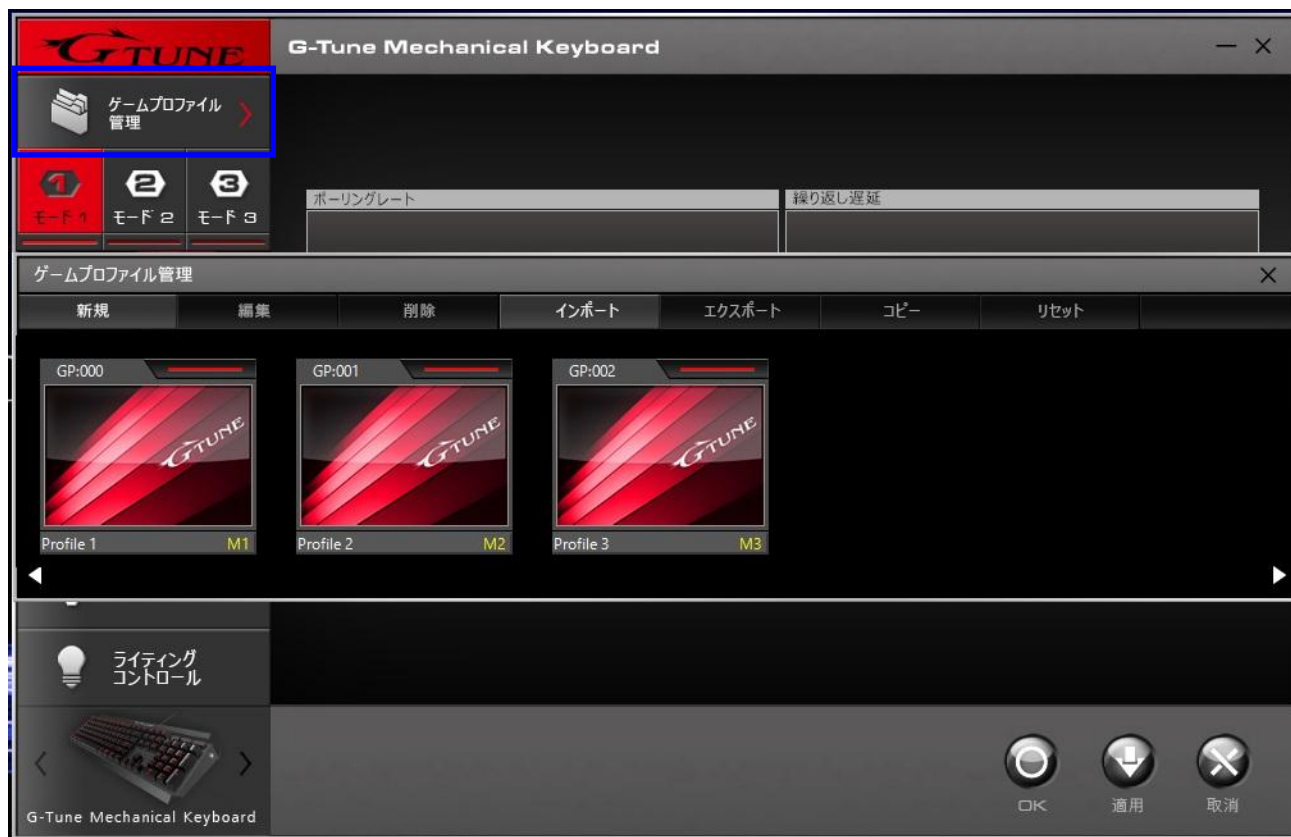 GTUNE
G-Tune Mechanical Keyboard
ゲームプロファイル
管理
1 2 3
モード 1 モード 2 モード 3
ポーリングレート 繰り返し遅延
ゲームプロファイル管理
新規 編集 削除 インポート エクスポート コピー リセット
GP:000 GP:001 GP:002
GTUNE GTUNE GTUNE
Profile 1 M1 Profile 2 M2 Profile 3 M3
ライティング
コントロール
G-Tune Mechanical Keyboard
OK 適用 取消